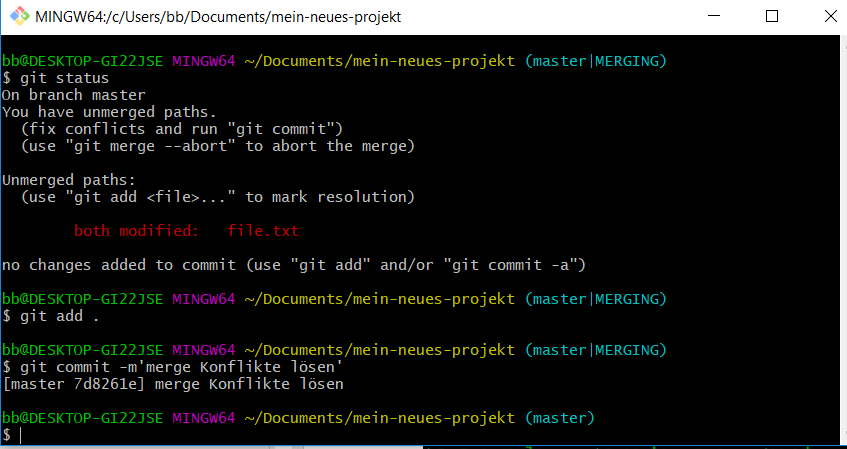 MINGW64:/c/Users/bb/Documents/mein-neues-projekt
bb@DESKTOP-GI22JSE MINGW64 ~/Documents/mein-neues-projekt (master|MERGING)
$ git status
On branch master
You have unmerged paths.
  (fix conflicts and run "git commit")
  (use "git merge --abort" to abort the merge)
Unmerged paths:
  (use "git add <file>..." to mark resolution)
        both modified:   file.txt
no changes added to commit (use "git add" and/or "git commit -a")
bb@DESKTOP-GI22JSE MINGW64 ~/Documents/mein-neues-projekt (master|MERGING)
$ git add .
bb@DESKTOP-GI22JSE MINGW64 ~/Documents/mein-neues-projekt (master|MERGING)
$ git commit -m'merge Konflikte lösen'
[master 7d8261e] merge Konflikte lösen
bb@DESKTOP-GI22JSE MINGW64 ~/Documents/mein-neues-projekt (master)
$